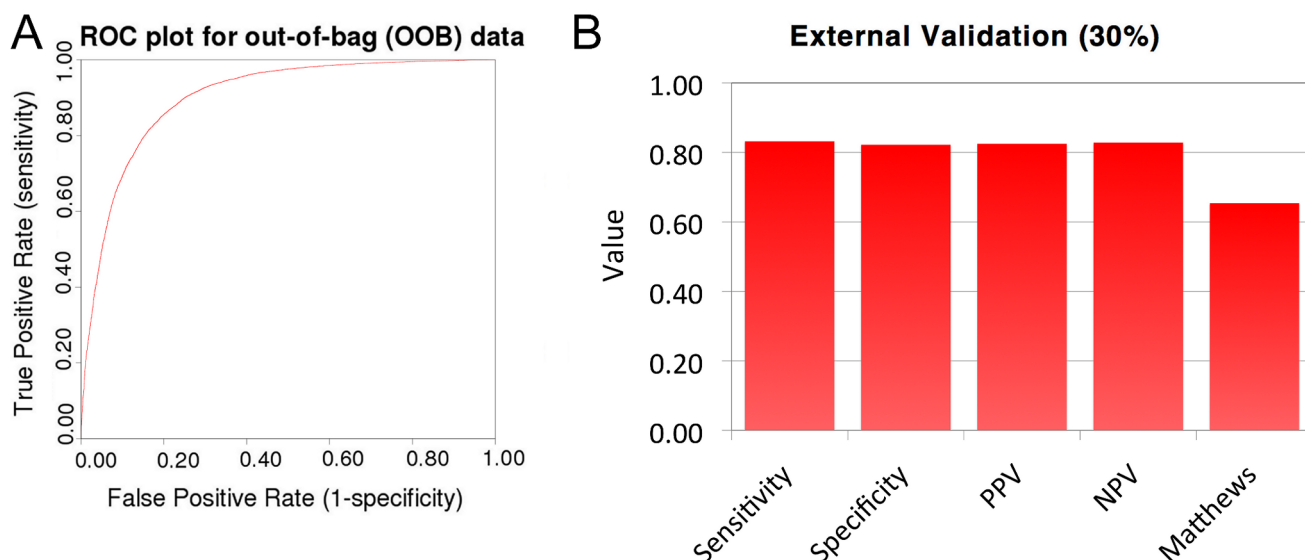 A
ROC plot for out-of-bag (OOB) data
True Positive Rate (sensitivity)
1.00
0.80
0.60
0.40
0.20
0.00
0.00 0.20 0.40 0.60 0.80 1.00
False Positive Rate (1-specificity)
B
External Validation (30%)
Value
1.00
0.80
0.60
0.40
0.20
0.00
Sensitivity
Specificity
PPV
NPV
Matthews